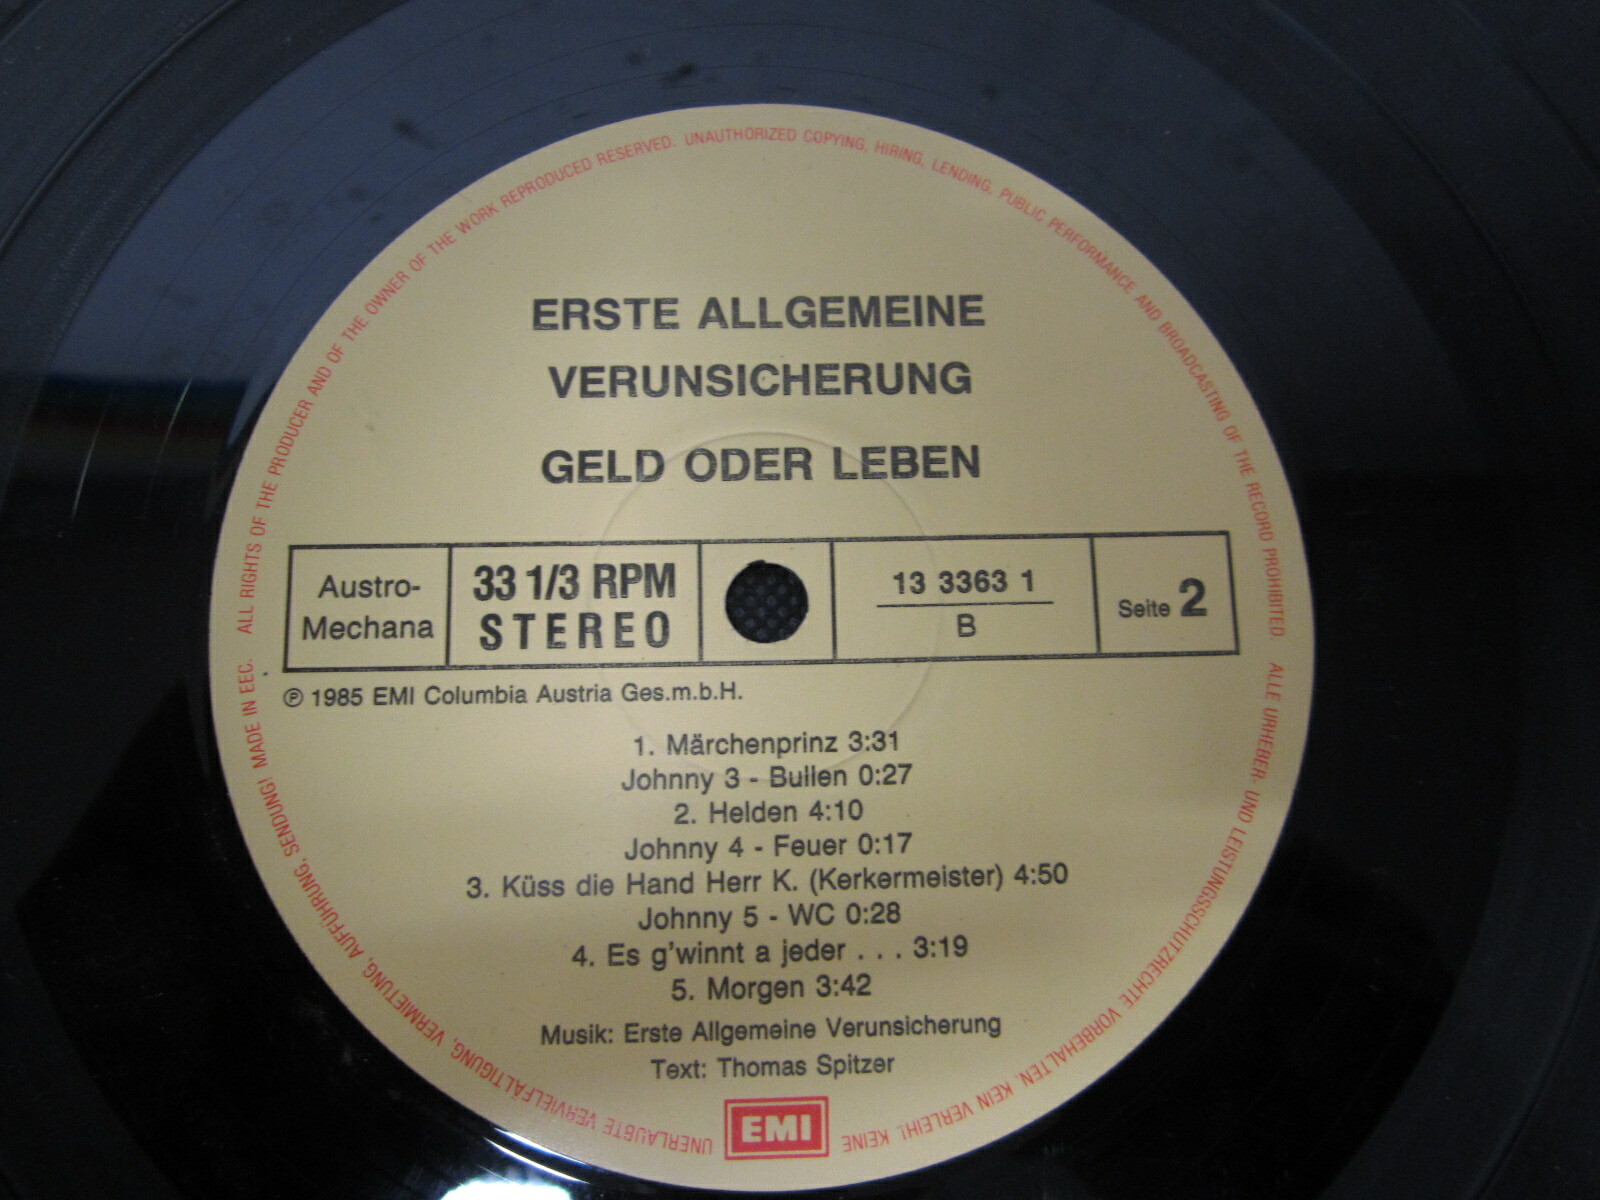 ERSTE ALLGEMEINE
VERUNSICHERUNG
GELD ODER LEBEN
Austro-
Mechana
33 1/3 RPM
STEREO
13 3363 1
B
Seite 2
℗ 1985 EMI Columbia Austria Ges.m.b.H.
1. Märchenprinz 3:31
Johnny 3 - Bullen 0:27
2. Helden 4:10
Johnny 4 - Feuer 0:17
3. Küss die Hand Herr K. (Kerkermeister) 4:50
Johnny 5 - WC 0:28
4. Es g'winnt a jeder . . . 3:19
5. Morgen 3:42
Musik: Erste Allgemeine Verunsicherung
Text: Thomas Spitzer
EMI
MADE IN EEC. ALL RIGHTS OF THE PRODUCER AND OF THE OWNER OF THE WORK REPRODUCED RESERVED. UNAUTHORIZED COPYING, HIRING, LENDING, PUBLIC PERFORMANCE AND BROADCASTING OF THE RECORD PROHIBITED. ALLE URHEBER- UND LEISTUNGSSCHUTZRECHTE VORBEHALTEN. KEIN VERLEIH! KEINE UNERLAUBTE VERVIELFÄLTIGUNG, VERMIETUNG, AUFFÜHRUNG, SENDUNG!